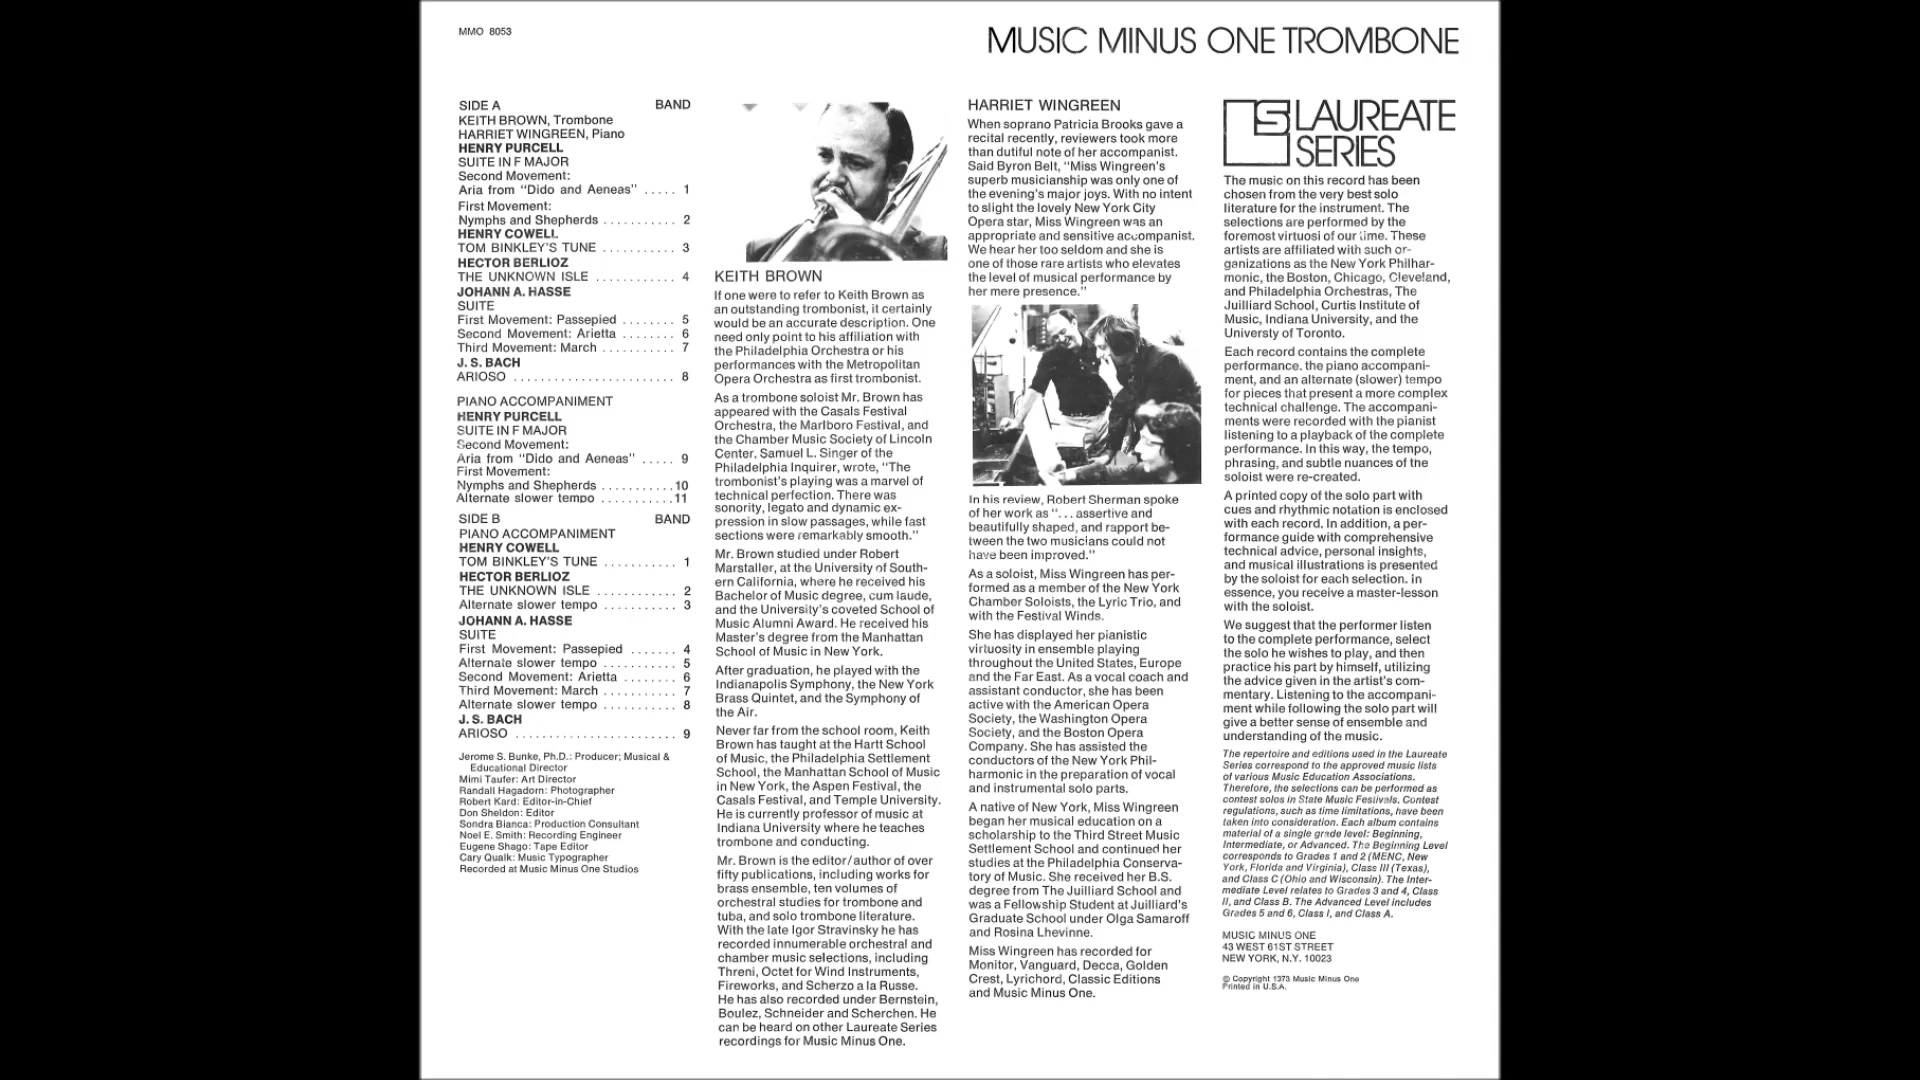 MMO 8053
MUSIC MINUS ONE TROMBONE
SIDE A BAND
KEITH BROWN, Trombone
HARRIET WINGREEN, Piano
HENRY PURCELL
SUITE IN F MAJOR
Second Movement:
Aria from "Dido and Aeneas" ..... 1
First Movement:
Nymphs and Shepherds ........... 2
HENRY COWELL
TOM BINKLEY'S TUNE ........... 3
HECTOR BERLIOZ
THE UNKNOWN ISLE ............ 4
JOHANN A. HASSE
SUITE
First Movement: Passepied ........ 5
Second Movement: Arietta ........ 6
Third Movement: March ........... 7
J. S. BACH
ARIOSO ........................ 8
PIANO ACCOMPANIMENT
HENRY PURCELL
SUITE IN F MAJOR
Second Movement:
Aria from "Dido and Aeneas" ..... 9
First Movement:
Nymphs and Shepherds ...........10
Alternate slower tempo ...........11
SIDE B BAND
PIANO ACCOMPANIMENT
HENRY COWELL
TOM BINKLEY'S TUNE ........... 1
HECTOR BERLIOZ
THE UNKNOWN ISLE ............ 2
Alternate slower tempo ........... 3
JOHANN A. HASSE
SUITE
First Movement: Passepied ....... 4
Alternate slower tempo ........... 5
Second Movement: Arietta ........ 6
Third Movement: March ........... 7
Alternate slower tempo ........... 8
J. S. BACH
ARIOSO ........................ 9
Jerome S. Bunke, Ph.D.: Producer; Musical &
Educational Director
Mimi Taufer: Art Director
Randall Hagadorn: Photographer
Robert Kard: Editor-in-Chief
Don Sheldon: Editor
Sondra Bianca: Production Consultant
Noel E. Smith: Recording Engineer
Eugene Shago: Tape Editor
Cary Qualk: Music Typographer
Recorded at Music Minus One Studios
KEITH BROWN
If one were to refer to Keith Brown as
an outstanding trombonist, it certainly
would be an accurate description. One
need only point to his affiliation with
the Philadelphia Orchestra or his
performances with the Metropolitan
Opera Orchestra as first trombonist.
As a trombone soloist Mr. Brown has
appeared with the Casals Festival
Orchestra, the Marlboro Festival, and
the Chamber Music Society of Lincoln
Center. Samuel L. Singer of the
Philadelphia Inquirer, wrote, "The
trombonist's playing was a marvel of
technical perfection. There was
sonority, legato and dynamic ex-
pression in slow passages, while fast
sections were remarkably smooth."
Mr. Brown studied under Robert
Marstaller, at the University of South-
ern California, where he received his
Bachelor of Music degree, cum laude,
and the University's coveted School of
Music Alumni Award. He received his
Master's degree from the Manhattan
School of Music in New York.
After graduation, he played with the
Indianapolis Symphony, the New York
Brass Quintet, and the Symphony of
the Air.
Never far from the school room, Keith
Brown has taught at the Hartt School
of Music, the Philadelphia Settlement
School, the Manhattan School of Music
in New York, the Aspen Festival, the
Casals Festival, and Temple University.
He is currently professor of music at
Indiana University where he teaches
trombone and conducting.
Mr. Brown is the editor/author of over
fifty publications, including works for
brass ensemble, ten volumes of
orchestral studies for trombone and
tuba, and solo trombone literature.
With the late Igor Stravinsky he has
recorded innumerable orchestral and
chamber music selections, including
Threni, Octet for Wind Instruments,
Fireworks, and Scherzo a la Russe.
He has also recorded under Bernstein,
Boulez, Schneider and Scherchen. He
can be heard on other Laureate Series
recordings for Music Minus One.
HARRIET WINGREEN
When soprano Patricia Brooks gave a
recital recently, reviewers took more
than dutiful note of her accompanist.
Said Byron Belt, "Miss Wingreen's
superb musicianship was only one of
the evening's major joys. With no intent
to slight the lovely New York City
Opera star, Miss Wingreen was an
appropriate and sensitive accompanist.
We hear her too seldom and she is
one of those rare artists who elevates
the level of musical performance by
her mere presence."
In his review, Robert Sherman spoke
of her work as "... assertive and
beautifully shaped, and rapport be-
tween the two musicians could not
have been improved."
As a soloist, Miss Wingreen has per-
formed as a member of the New York
Chamber Soloists, the Lyric Trio, and
with the Festival Winds.
She has displayed her pianistic
virtuosity in ensemble playing
throughout the United States, Europe
and the Far East. As a vocal coach and
assistant conductor, she has been
active with the American Opera
Society, the Washington Opera
Society, and the Boston Opera
Company. She has assisted the
conductors of the New York Phil-
harmonic in the preparation of vocal
and instrumental solo parts.
A native of New York, Miss Wingreen
began her musical education on a
scholarship to the Third Street Music
Settlement School and continued her
studies at the Philadelphia Conserva-
tory of Music. She received her B.S.
degree from The Juilliard School and
was a Fellowship Student at Juilliard's
Graduate School under Olga Samaroff
and Rosina Lhevinne.
Miss Wingreen has recorded for
Monitor, Vanguard, Decca, Golden
Crest, Lyrichord, Classic Editions
and Music Minus One.
LS LAUREATE
SERIES
The music on this record has been
chosen from the very best solo
literature for the instrument. The
selections are performed by the
foremost virtuosi of our time. These
artists are affiliated with such or-
ganizations as the New York Philhar-
monic, the Boston, Chicago, Cleveland,
and Philadelphia Orchestras, The
Juilliard School, Curtis Institute of
Music, Indiana University, and the
Universty of Toronto.
Each record contains the complete
performance. the piano accompani-
ment, and an alternate (slower) tempo
for pieces that present a more complex
technical challenge. The accompani-
ments were recorded with the pianist
listening to a playback of the complete
performance. In this way, the tempo,
phrasing, and subtle nuances of the
soloist were re-created.
A printed copy of the solo part with
cues and rhythmic notation is enclosed
with each record. In addition, a per-
formance guide with comprehensive
technical advice, personal insights,
and musical illustrations is presented
by the soloist for each selection. in
essence, you receive a master-lesson
with the soloist.
We suggest that the performer listen
to the complete performance, select
the solo he wishes to play, and then
practice his part by himself, utilizing
the advice given in the artist's com-
mentary. Listening to the accompani-
ment while following the solo part will
give a better sense of ensemble and
understanding of the music.
The repertoire and editions used in the Laureate
Series correspond to the approved music lists
of various Music Education Associations.
Therefore, the selections can be performed as
contest solos in State Music Festivals. Contest
regulations, such as time limitations, have been
taken into consideration. Each album contains
material of a single grade level: Beginning,
Intermediate, or Advanced. The Beginning Level
corresponds to Grades 1 and 2 (MENC, New
York, Florida and Virginia), Class III (Texas),
and Class C (Ohio and Wisconsin). The Inter-
mediate Level relates to Grades 3 and 4, Class
II, and Class B. The Advanced Level includes
Grades 5 and 6, Class I, and Class A.
MUSIC MINUS ONE
43 WEST 61ST STREET
NEW YORK, N.Y. 10023
© Copyright 1973 Music Minus One
Printed in U.S.A.